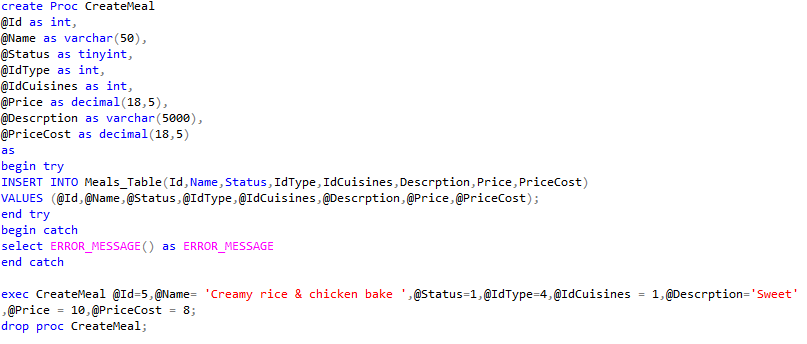 create Proc CreateMeal
@Id as int,
@Name as varchar(50),
@Status as tinyint,
@IdType as int,
@IdCuisines as int,
@Price as decimal(18,5),
@Descrption as varchar(5000),
@PriceCost as decimal(18,5)
as
begin try
INSERT INTO Meals_Table(Id,Name,Status,IdType,IdCuisines,Descrption,Price,PriceCost)
VALUES (@Id,@Name,@Status,@IdType,@IdCuisines,@Descrption,@Price,@PriceCost);
end try
begin catch
select ERROR_MESSAGE() as ERROR_MESSAGE
end catch
exec CreateMeal @Id=5,@Name= 'Creamy rice & chicken bake ',@Status=1,@IdType=4,@IdCuisines = 1,@Descrption='Sweet'
,@Price = 10,@PriceCost = 8;
drop proc CreateMeal;